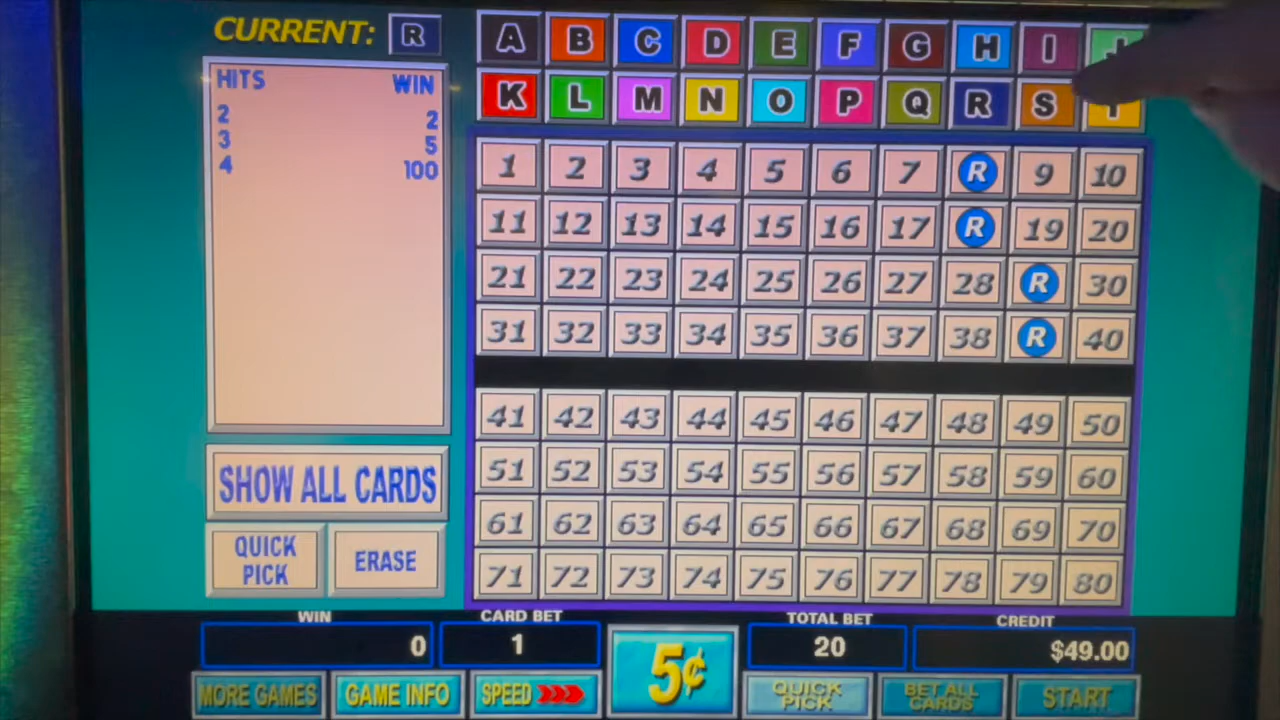 CURRENT: R
A B C D E F G H I J
K L M N O P Q R S T
HITS WIN
2 2
3 5
4 100
1 2 3 4 5 6 7 R 9 10
11 12 13 14 15 16 17 R 19 20
21 22 23 24 25 26 27 28 R 30
31 32 33 34 35 36 37 38 R 40
41 42 43 44 45 46 47 48 49 50
51 52 53 54 55 56 57 58 59 60
61 62 63 64 65 66 67 68 69 70
71 72 73 74 75 76 77 78 79 80
SHOW ALL CARDS
QUICK PICK
ERASE
WIN CARD BET TOTAL BET CREDIT
0 1 5¢ 20 $49.00
MORE GAMES GAME INFO SPEED QUICK PICK BET ALL CARDS START